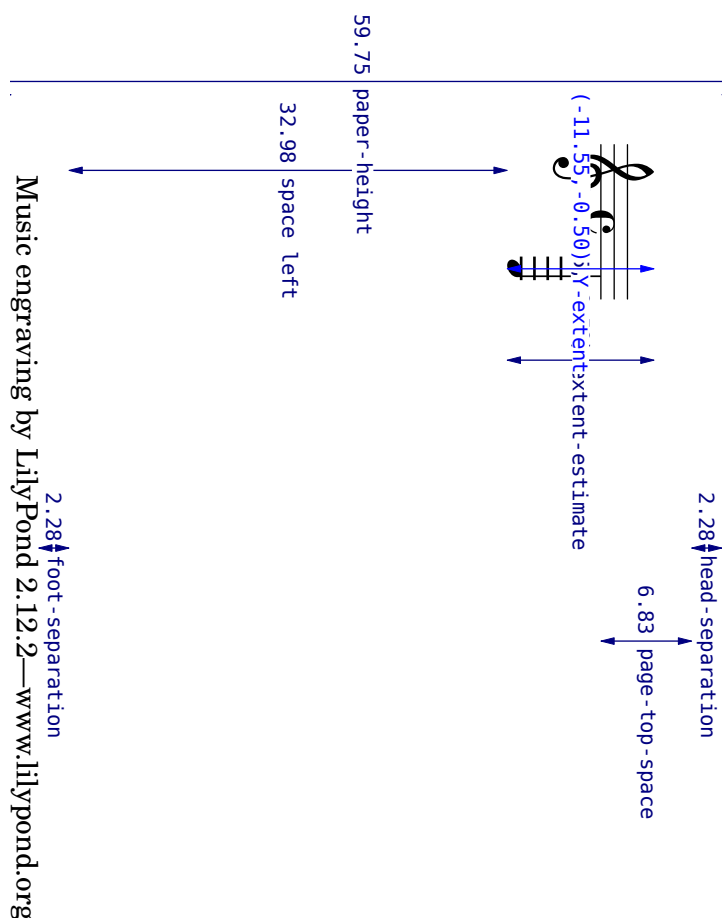 2.28 head-separation
6.83 page-top-space
(-11.55,-0.50)
Y-extent
extent-estimate
59.75 paper-height
32.98 space left
2.28 foot-separation
Music engraving by LilyPond 2.12.2—www.lilypond.org